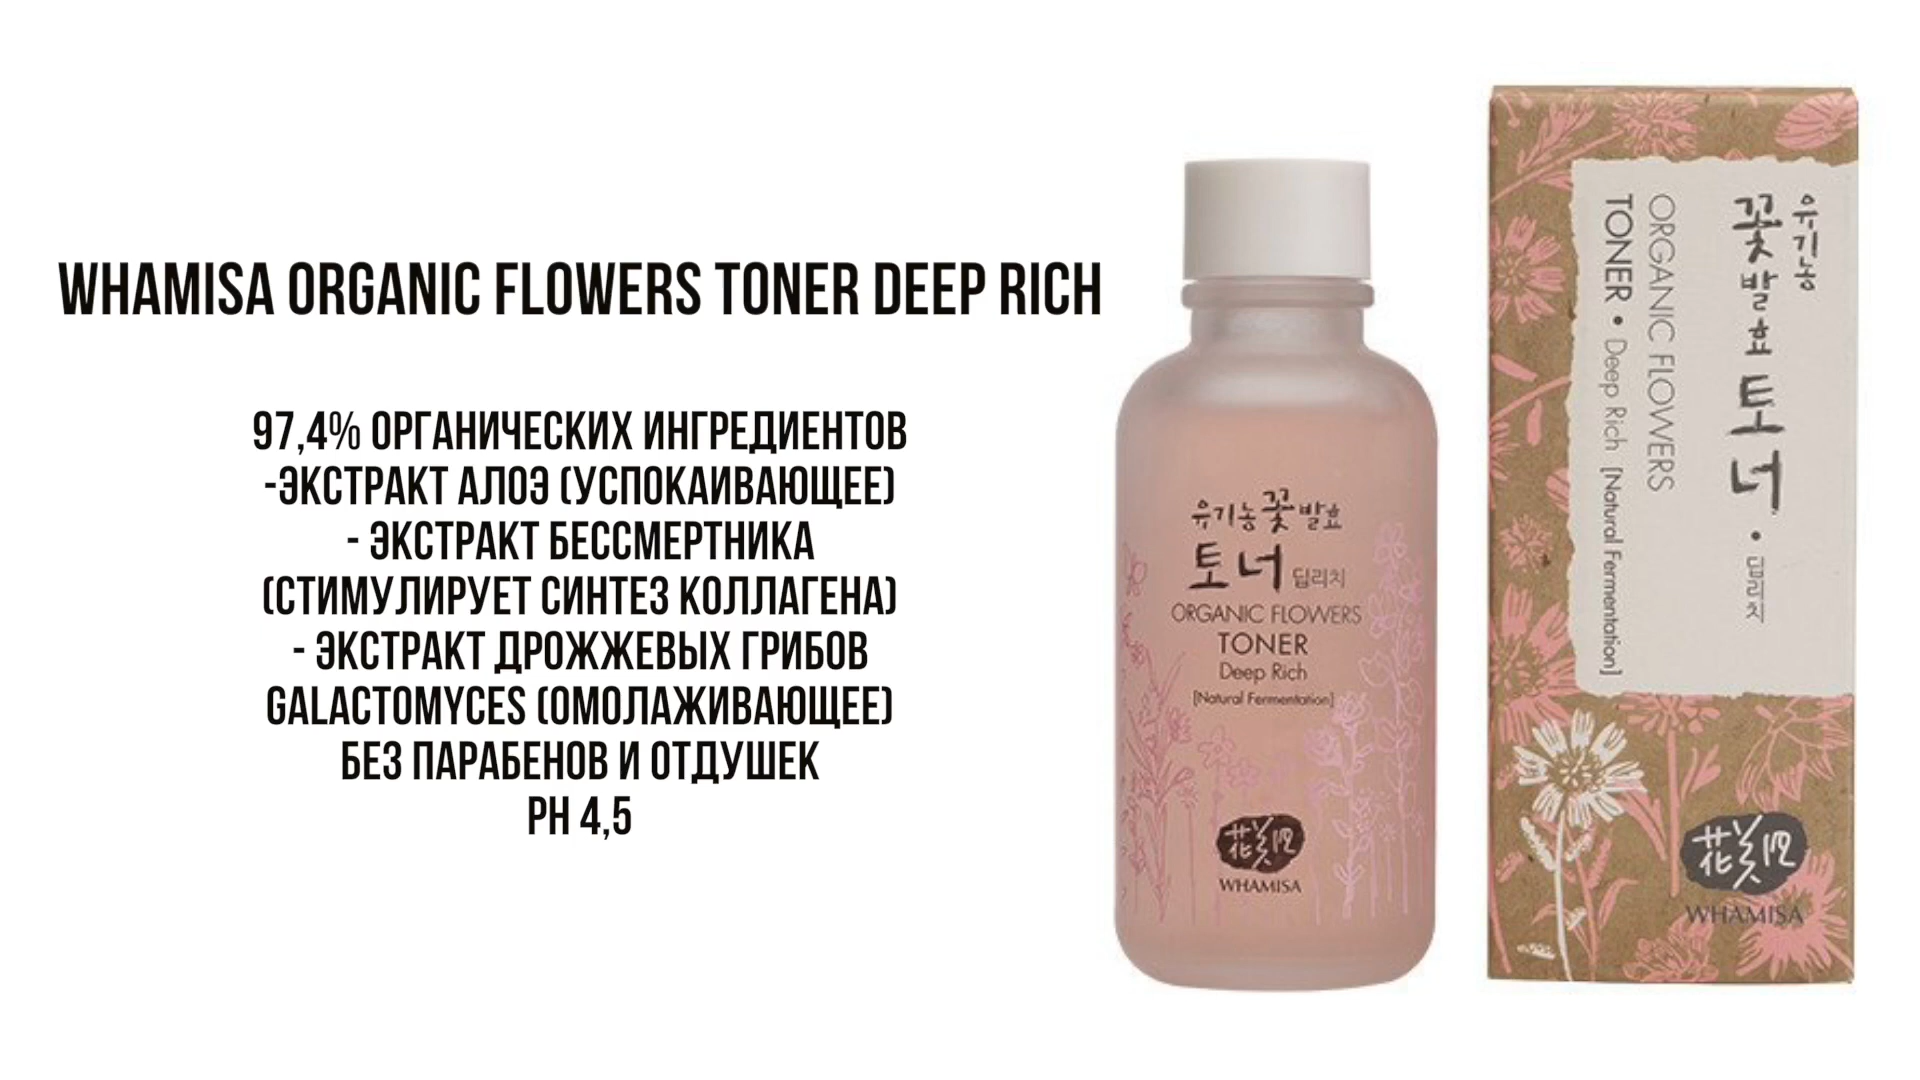 WHAMISA ORGANIC FLOWERS TONER DEEP RICH
97,4% ОРГАНИЧЕСКИХ ИНГРЕДИЕНТОВ
-ЭКСТРАКТ АЛОЭ (УСПОКАИВАЮЩЕЕ)
- ЭКСТРАКТ БЕССМЕРТНИКА
(СТИМУЛИРУЕТ СИНТЕЗ КОЛЛАГЕНА)
- ЭКСТРАКТ ДРОЖЖЕВЫХ ГРИБОВ
GALACTOMYCES (ОМОЛАЖИВАЮЩЕЕ)
БЕЗ ПАРАБЕНОВ И ОТДУШЕК
PH 4,5
유기농 꽃 발효
토너 딥리치
ORGANIC FLOWERS
TONER
Deep Rich
[Natural Fermentation]
花美水
WHAMISA
유기농
꽃 발효 토너 • 딥리치
ORGANIC FLOWERS
TONER • Deep Rich [Natural Fermentation]
WHAMISA